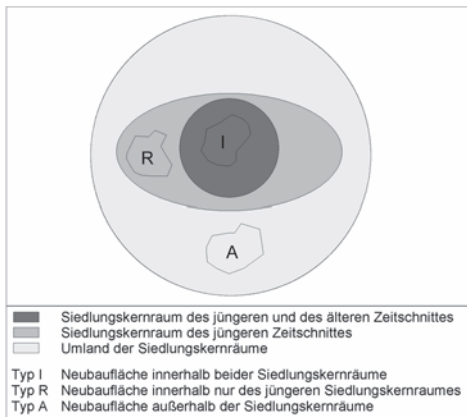 I
R
A
Siedlungskernraum des jüngeren und des älteren Zeitschnittes
Siedlungskernraum des jüngeren Zeitschnittes
Umland der Siedlungskernräume
Typ I Neubaufläche innerhalb beider Siedlungskernräume
Typ R Neubaufläche innerhalb nur des jüngeren Siedlungskernraumes
Typ A Neubaufläche außerhalb der Siedlungskernräume